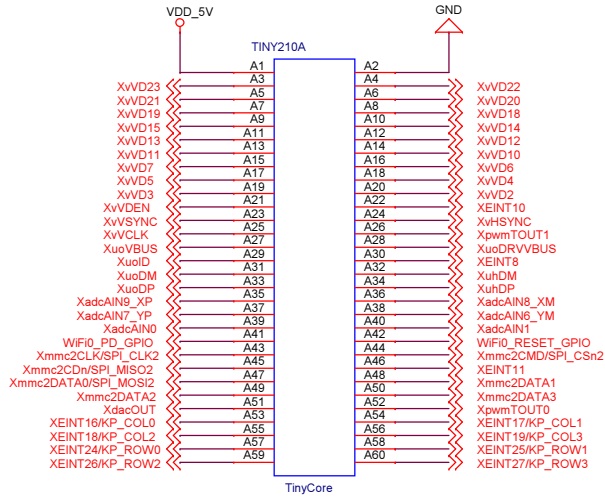 VDD_5V GND
TINY210A
A1 A2
XvVD23 A3 A4 XvVD22
XvVD21 A5 A6 XvVD20
XvVD19 A7 A8 XvVD18
XvVD15 A9 A10 XvVD14
XvVD13 A11 A12 XvVD12
XvVD11 A13 A14 XvVD10
XvVD7 A15 A16 XvVD6
XvVD5 A17 A18 XvVD4
XvVD3 A19 A20 XvVD2
XvVDEN A21 A22 XEINT10
XvVSYNC A23 A24 XvHSYNC
XvVCLK A25 A26 XpwmTOUT1
XuoVBUS A27 A28 XuoDRVVBUS
XuoID A29 A30 XEINT8
XuoDM A31 A32 XuhDM
XuoDP A33 A34 XuhDP
XadcAIN9_XP A35 A36 XadcAIN8_XM
XadcAIN7_YP A37 A38 XadcAIN6_YM
XadcAIN0 A39 A40 XadcAIN1
WiFi0_PD_GPIO A41 A42 WiFi0_RESET_GPIO
Xmmc2CLK/SPI_CLK2 A43 A44 Xmmc2CMD/SPI_CSn2
Xmmc2CDn/SPI_MISO2 A45 A46 XEINT11
Xmmc2DATA0/SPI_MOSI2 A47 A48 Xmmc2DATA1
Xmmc2DATA2 A49 A50 Xmmc2DATA3
XdacOUT A51 A52 XpwmTOUT0
XEINT16/KP_COL0 A53 A54 XEINT17/KP_COL1
XEINT18/KP_COL2 A55 A56 XEINT19/KP_COL3
XEINT24/KP_ROW0 A57 A58 XEINT25/KP_ROW1
XEINT26/KP_ROW2 A59 A60 XEINT27/KP_ROW3
TinyCore